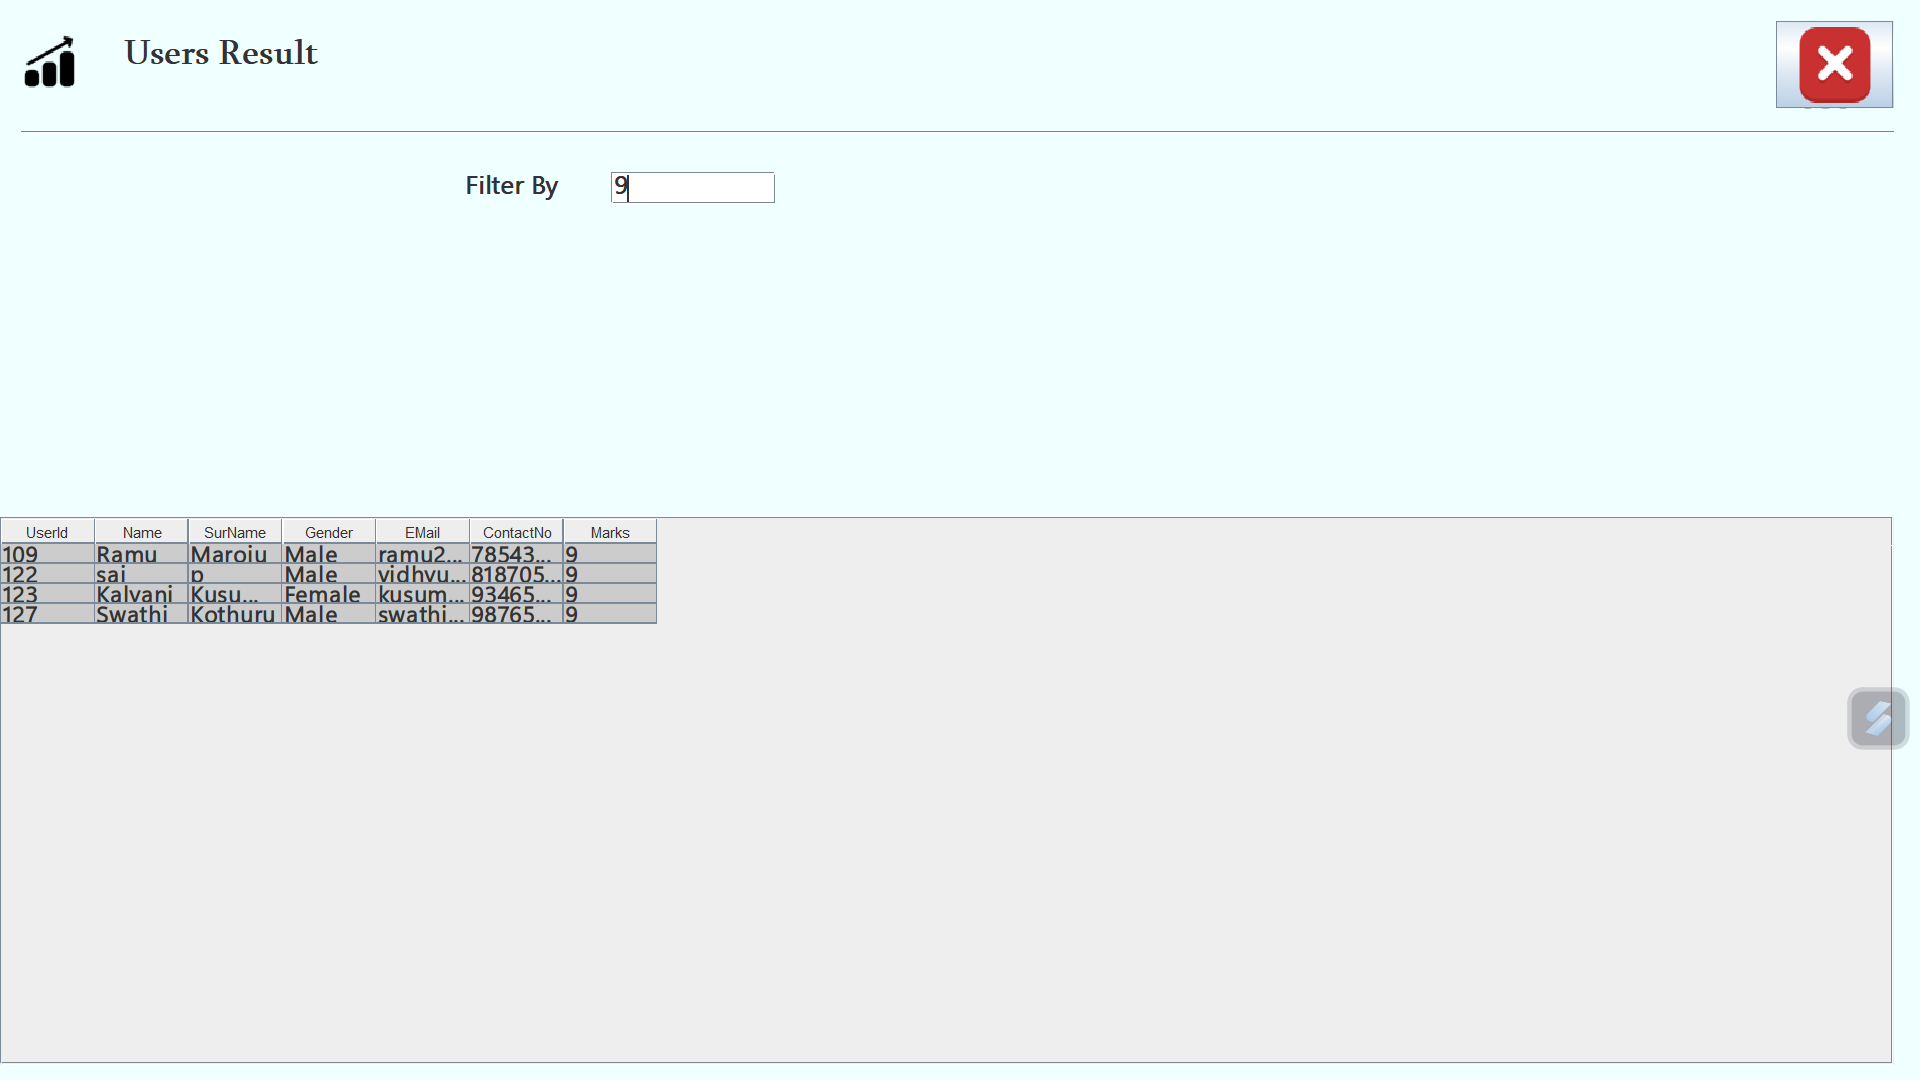 Users Result
Filter By 9
UserId Name SurName Gender EMail ContactNo Marks
109 Ramu Maroju Male ramu2... 78543... 9
122 sai p Male vidhyu... 818705... 9
123 Kalyani Kusu... Female kusum... 93465... 9
127 Swathi Kothuru Male swathi... 98765... 9